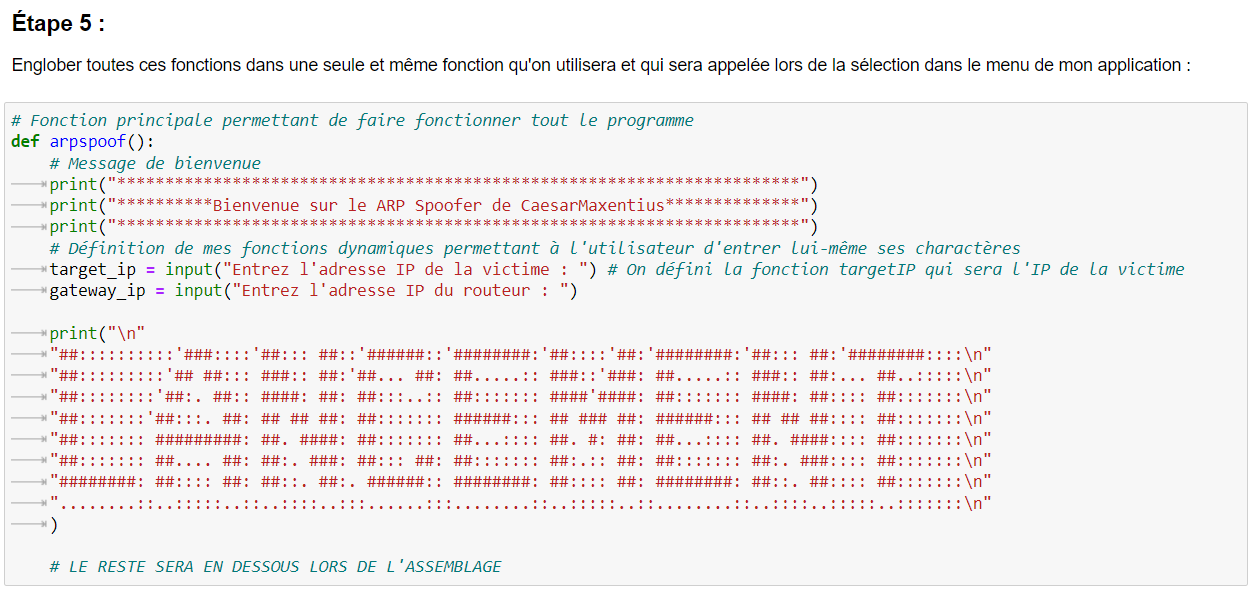 Étape 5 :
Englober toutes ces fonctions dans une seule et même fonction qu'on utilisera et qui sera appelée lors de la sélection dans le menu de mon application :
# Fonction principale permettant de faire fonctionner tout le programme
def arpspoof():
    # Message de bienvenue
    print("***********************************************************************")
    print("**********Bienvenue sur le ARP Spoofer de CaesarMaxentius**************")
    print("***********************************************************************")
    # Définition de mes fonctions dynamiques permettant à l'utilisateur d'entrer lui-même ses charactères
    target_ip = input("Entrez l'adresse IP de la victime : ") # On défini la fonction targetIP qui sera l'IP de la victime
    gateway_ip = input("Entrez l'adresse IP du routeur : ")
    print("\n"
    "##::::::::::'###::::'##::: ##::'######::'########:'##::::'##:'########:'##::: ##:'########::::\n"
    "##:::::::::'## ##::: ###:: ##:'##... ##: ##.....:: ###::'###: ##.....:: ###:: ##:... ##..:::::\n"
    "##::::::::'##:. ##:: ####: ##: ##:::..:: ##::::::: ####'####: ##::::::: ####: ##:::: ##:::::::\n"
    "##:::::::'##:::. ##: ## ## ##: ##::::::: ######::: ## ### ##: ######::: ## ## ##:::: ##:::::::\n"
    "##::::::: #########: ##. ####: ##::::::: ##...:::: ##. #: ##: ##...:::: ##. ####:::: ##:::::::\n"
    "##::::::: ##.... ##: ##:. ###: ##::: ##: ##::::::: ##:.:: ##: ##::::::: ##:. ###:::: ##:::::::\n"
    "########: ##:::: ##: ##::. ##:. ######:: ########: ##:::: ##: ########: ##::. ##:::: ##:::::::\n"
    "........::..:::::..::..::::..:::......:::........::..:::::..::........::..::::..:::::..:::::::\n"
    )
    # LE RESTE SERA EN DESSOUS LORS DE L'ASSEMBLAGE